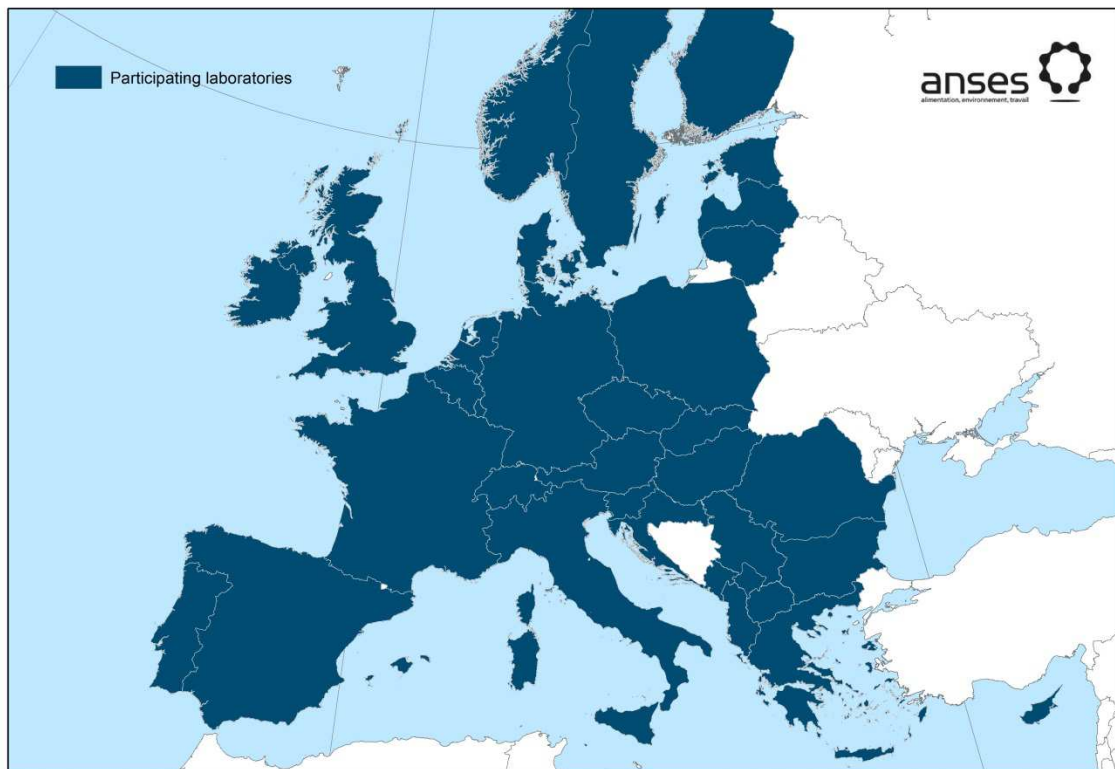 Participating laboratories
anses
alimentation, environnement, travail